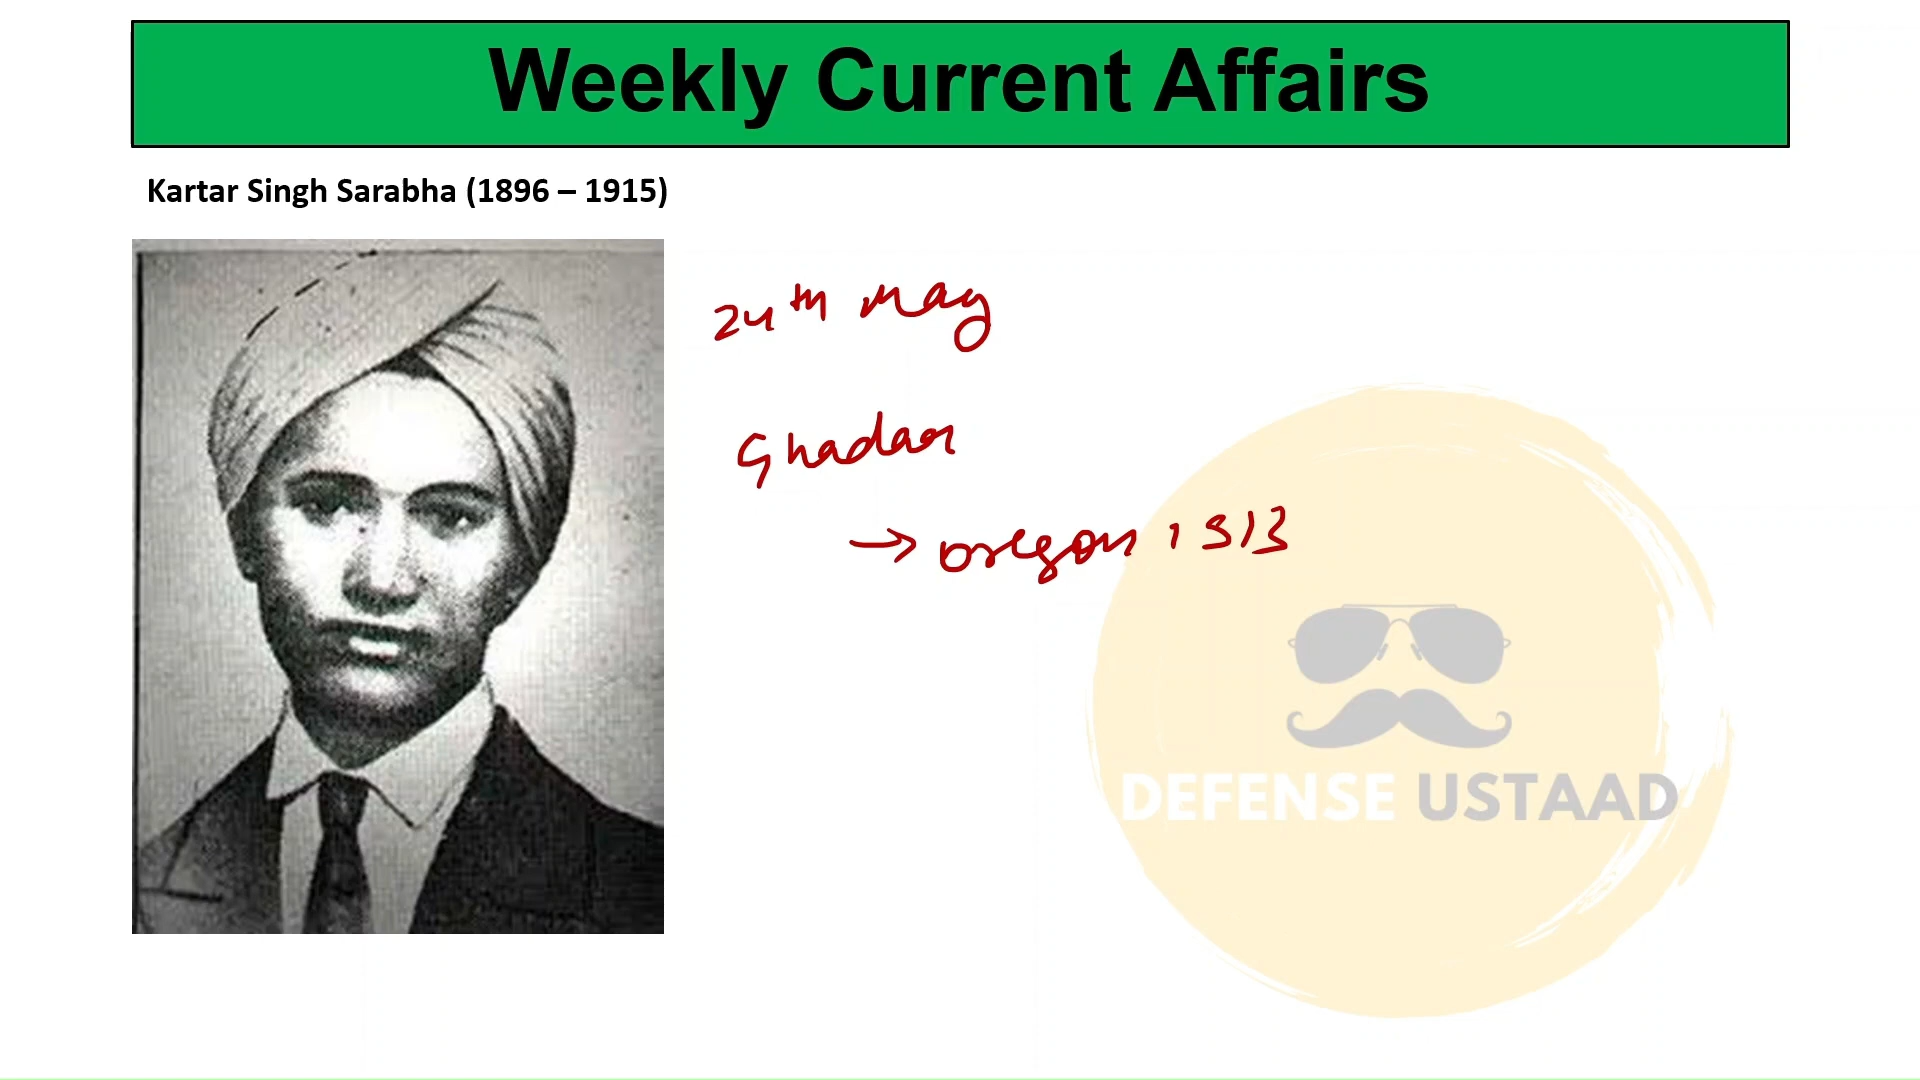 Weekly Current Affairs
Kartar Singh Sarabha (1896 – 1915)
24th May
Ghadar
→ Oregon 1913
DEFENSE USTAAD